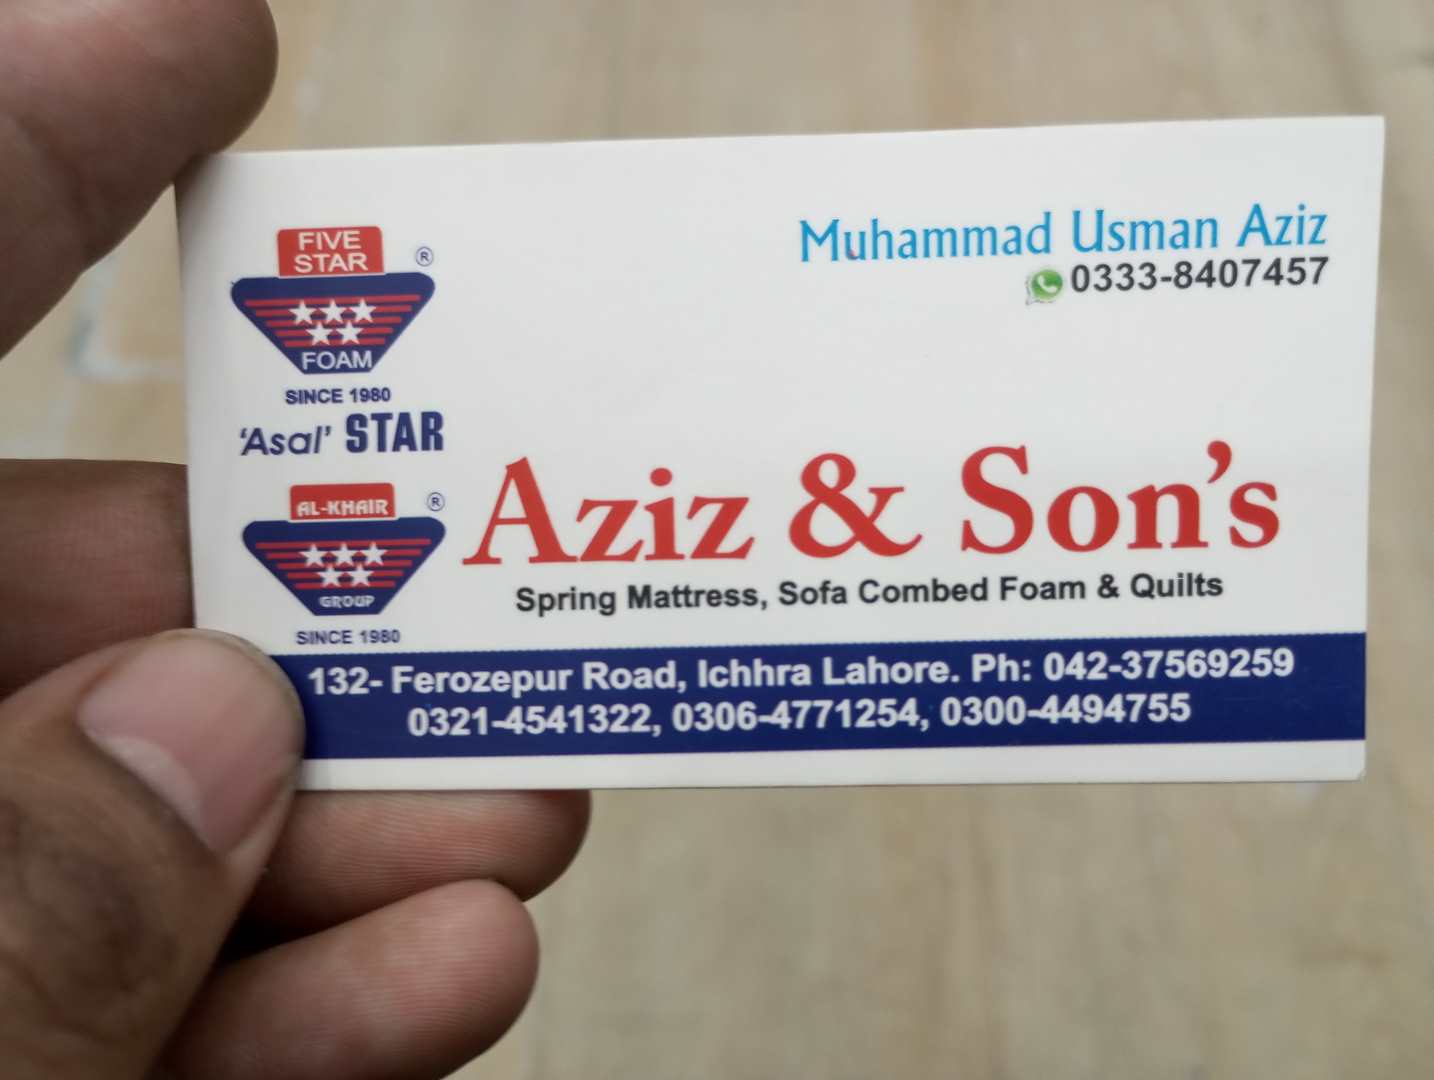 FIVE
STAR
®
FOAM
SINCE 1980
'Asal' STAR
AL-KHAIR
®
GROUP
SINCE 1980
Muhammad Usman Aziz
0333-8407457
Aziz & Son's
Spring Mattress, Sofa Combed Foam & Quilts
132- Ferozepur Road, Ichhra Lahore. Ph: 042-37569259
0321-4541322, 0306-4771254, 0300-4494755